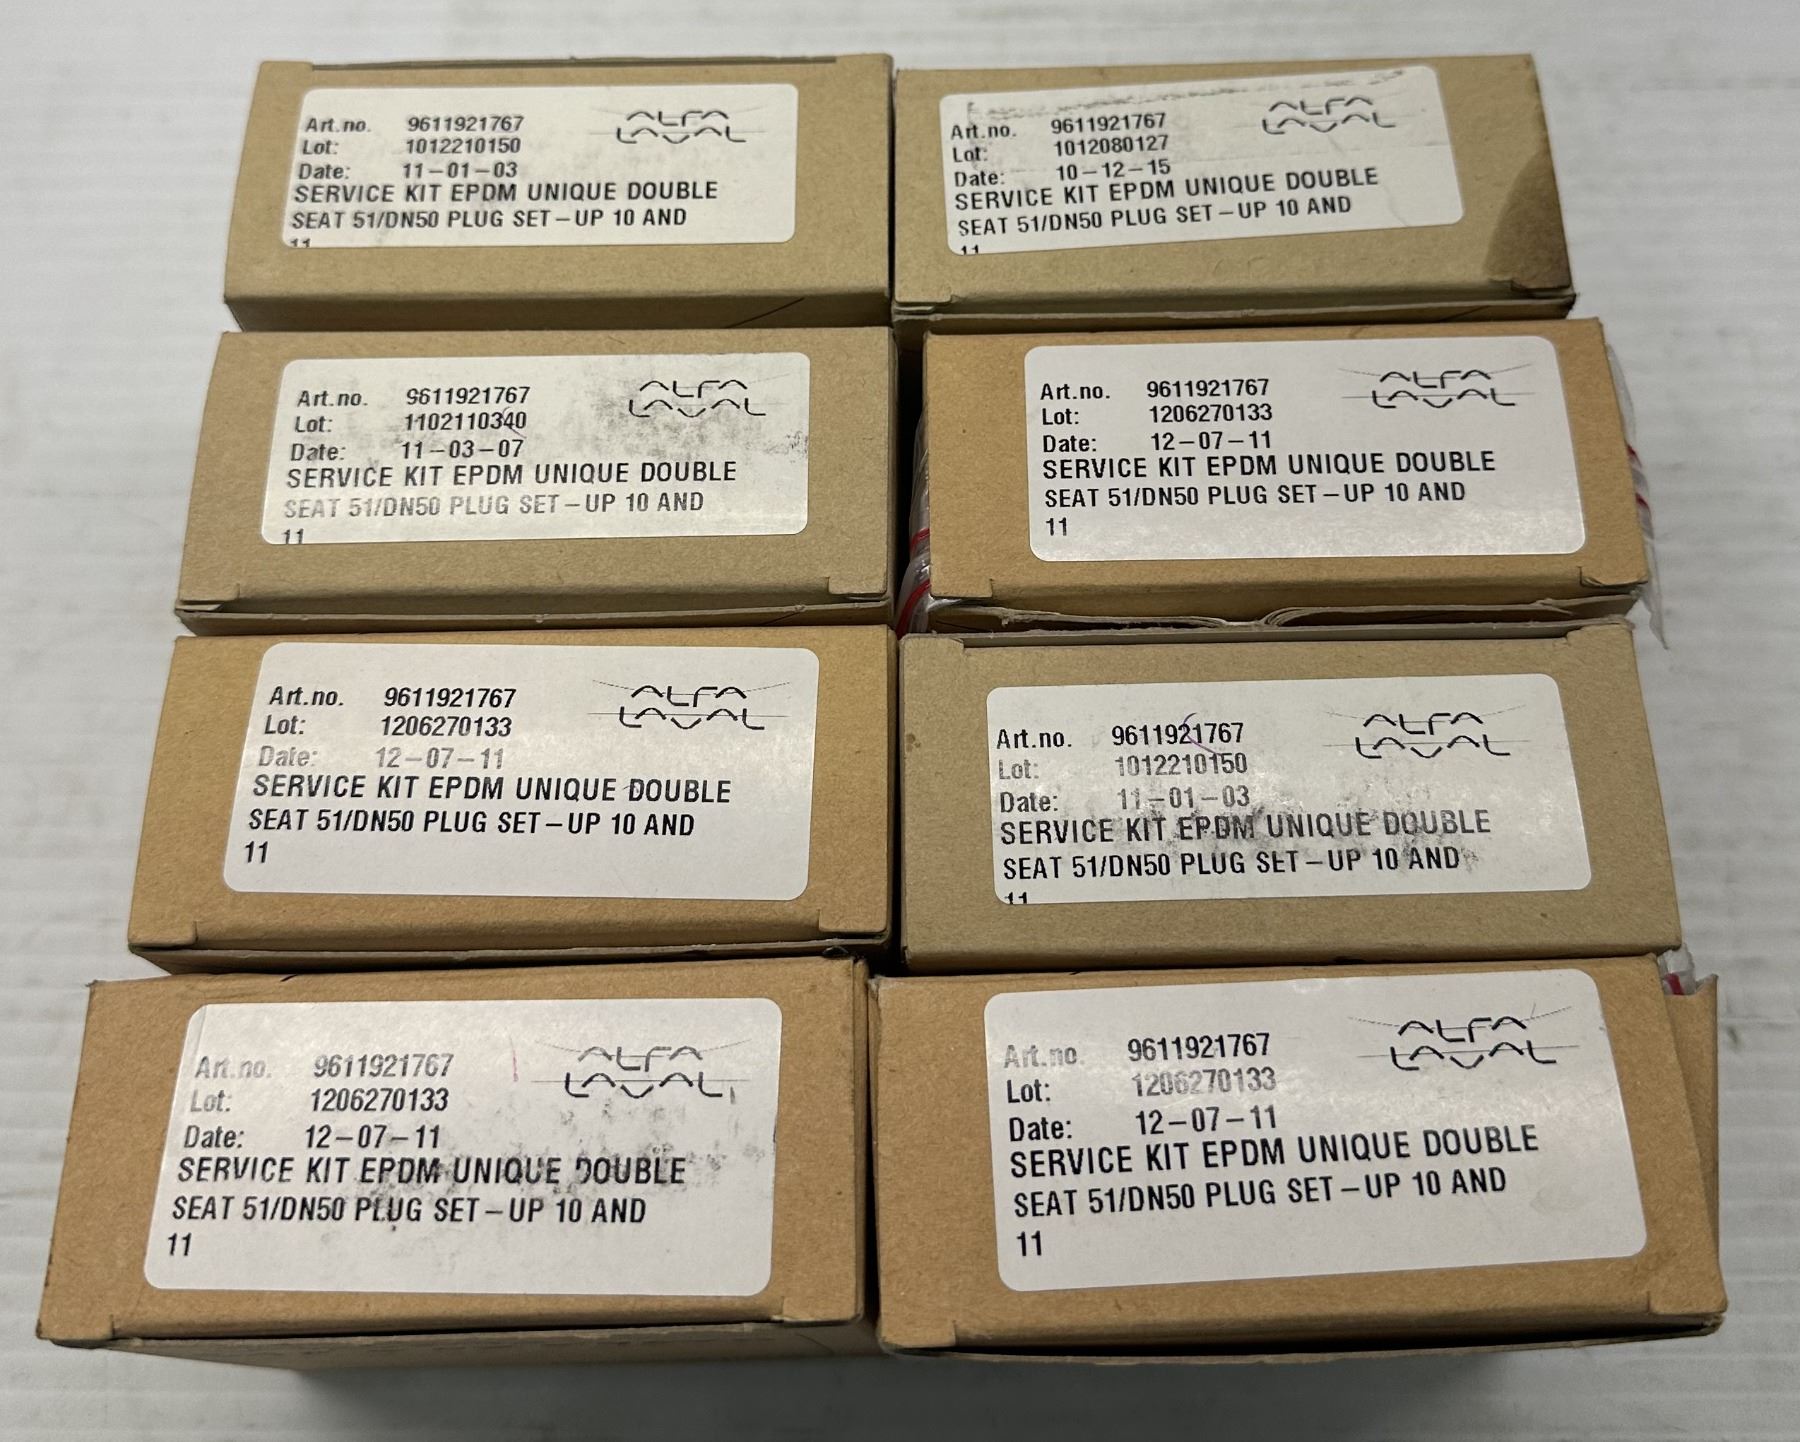 Art.no. 9611921767
ALFA
LAVAL
Lot: 1012210150
Date: 11-01-03
SERVICE KIT EPDM UNIQUE DOUBLE
SEAT 51/DN50 PLUG SET-UP 10 AND
11
Art.no. 9611921767
ALFA
LAVAL
Lot: 1012080127
Date: 10-12-15
SERVICE KIT EPDM UNIQUE DOUBLE
SEAT 51/DN50 PLUG SET-UP 10 AND
11
Art.no. 9611921767
ALFA
LAVAL
Lot: 1102110340
Date: 11-03-07
SERVICE KIT EPDM UNIQUE DOUBLE
SEAT 51/DN50 PLUG SET-UP 10 AND
11
Art.no. 9611921767
ALFA
LAVAL
Lot: 1206270133
Date: 12-07-11
SERVICE KIT EPDM UNIQUE DOUBLE
SEAT 51/DN50 PLUG SET-UP 10 AND
11
Art.no. 9611921767
ALFA
LAVAL
Lot: 1206270133
Date: 12-07-11
SERVICE KIT EPDM UNIQUE DOUBLE
SEAT 51/DN50 PLUG SET-UP 10 AND
11
Art.no. 9611921767
ALFA
LAVAL
Lot: 1012210150
Date: 11-01-03
SERVICE KIT EPDM UNIQUE DOUBLE
SEAT 51/DN50 PLUG SET-UP 10 AND
11
Art.no. 9611921767
ALFA
LAVAL
Lot: 1206270133
Date: 12-07-11
SERVICE KIT EPDM UNIQUE DOUBLE
SEAT 51/DN50 PLUG SET-UP 10 AND
11
Art.no. 9611921767
ALFA
LAVAL
Lot: 1206270133
Date: 12-07-11
SERVICE KIT EPDM UNIQUE DOUBLE
SEAT 51/DN50 PLUG SET-UP 10 AND
11